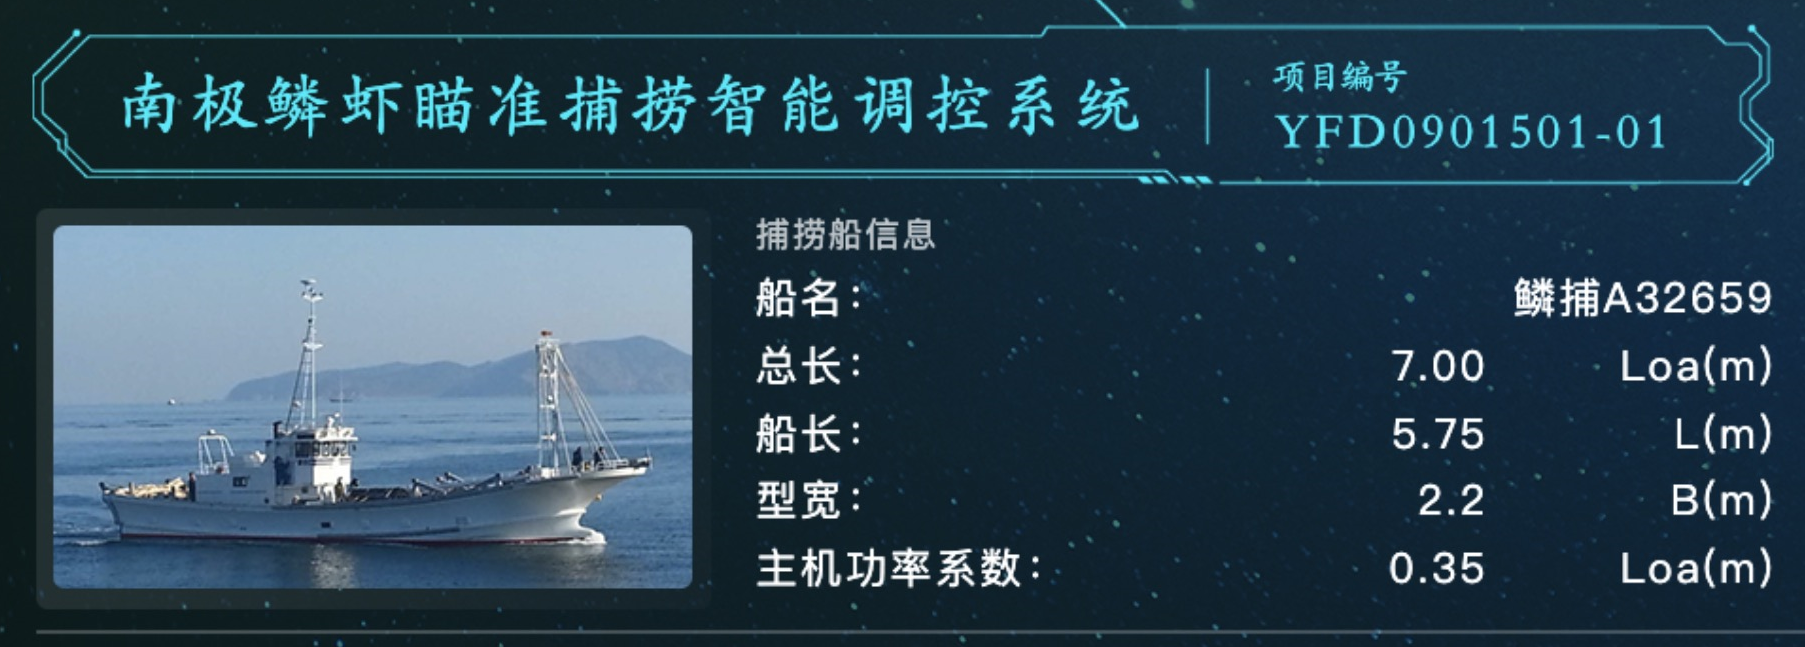 南极鳞虾瞄准捕捞智能调控系统
项目编号
YFD0901501-01
捕捞船信息
船名： 鳞捕A32659
总长： 7.00 Loa(m)
船长： 5.75 L(m)
型宽： 2.2 B(m)
主机功率系数： 0.35 Loa(m)